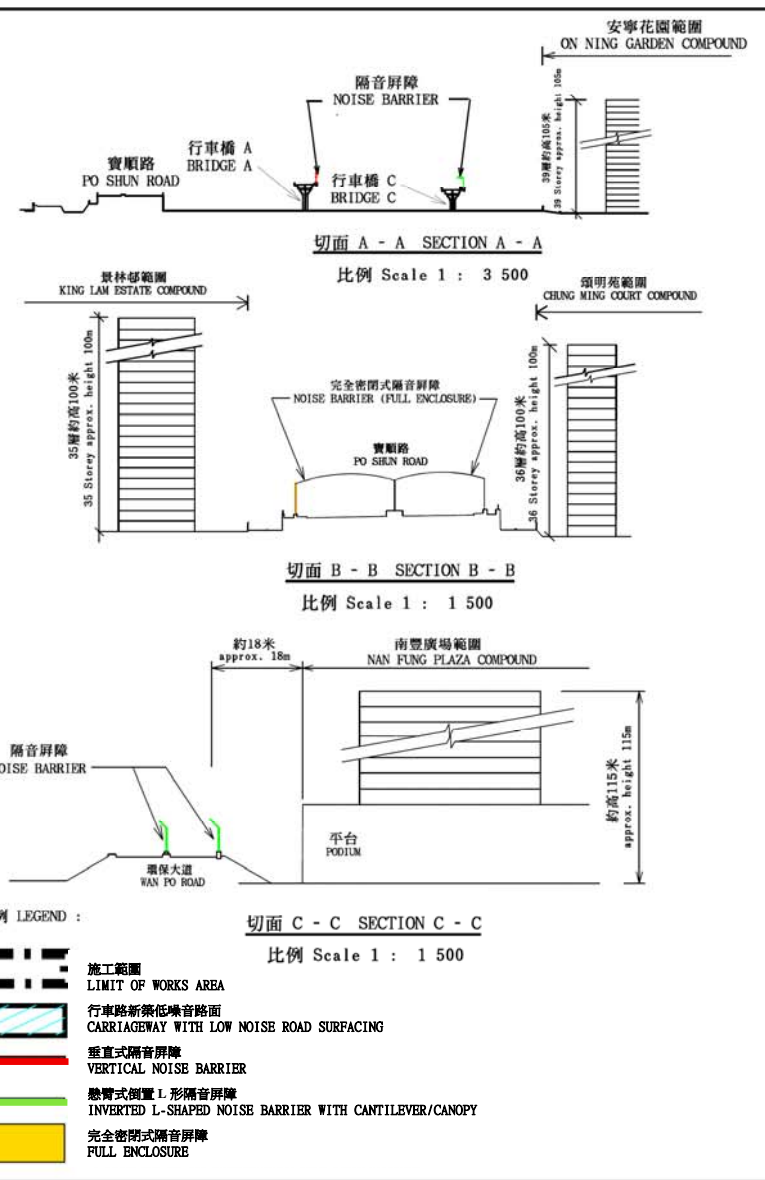 安寧花園範圍
ON NING GARDEN COMPOUND
隔音屏障
NOISE BARRIER
39層約高105米
39 Storey approx. height 105m
行車橋 A
BRIDGE A
寶順路
PO SHUN ROAD
行車橋 C
BRIDGE C
切面 A - A SECTION A - A
比例 Scale 1 : 3 500
景林邨範圍
KING LAM ESTATE COMPOUND
頌明苑範圍
CHUNG MING COURT COMPOUND
35層約高100米
35 Storey approx. height 100m
完全密閉式隔音屏障
NOISE BARRIER (FULL ENCLOSURE)
寶順路
PO SHUN ROAD
36層約高100米
36 Storey approx. height 100m
切面 B - B SECTION B - B
比例 Scale 1 : 1 500
約18米
approx. 18m
南豐廣場範圍
NAN FUNG PLAZA COMPOUND
隔音屏障
OISE BARRIER
約高115米
approx. height 115m
平台
PODIUM
環保大道
WAN PO ROAD
切面 C - C SECTION C - C
比例 Scale 1 : 1 500
例 LEGEND :
施工範圍
LIMIT OF WORKS AREA
行車路新築低噪音路面
CARRIAGEWAY WITH LOW NOISE ROAD SURFACING
垂直式隔音屏障
VERTICAL NOISE BARRIER
懸臂式倒置 L 形隔音屏障
INVERTED L-SHAPED NOISE BARRIER WITH CANTILEVER/CANOPY
完全密閉式隔音屏障
FULL ENCLOSURE